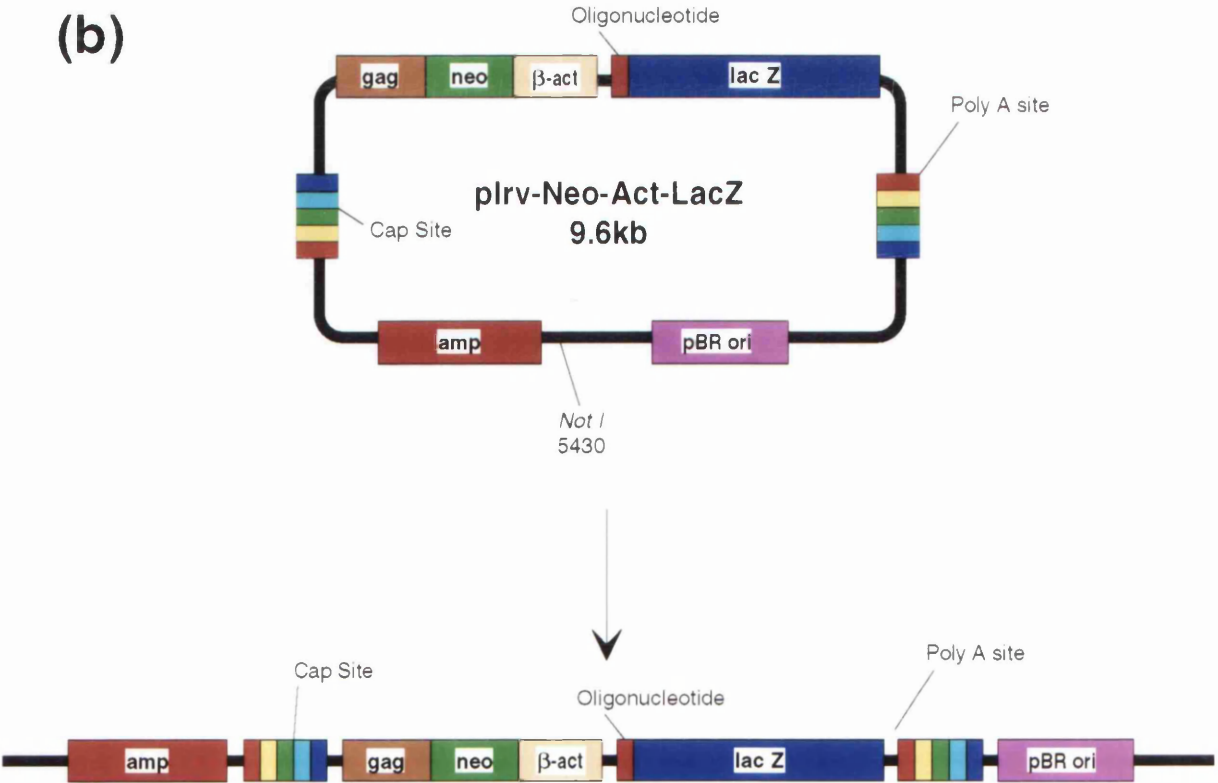 (b)
Oligonucleotide
gag neo β-act lac Z
Poly A site
pIrv-Neo-Act-LacZ
9.6kb
Cap Site
amp pBR ori
Not I
5430
Poly A site
Cap Site
Oligonucleotide
amp gag neo β-act lac Z pBR ori